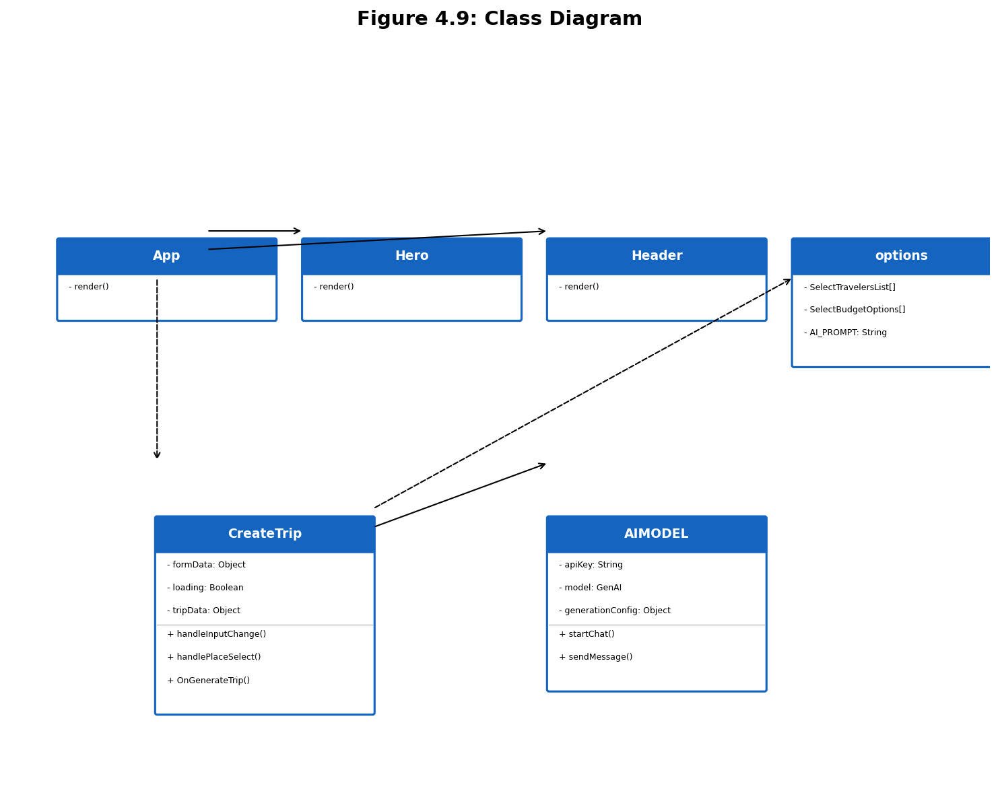 Figure 4.9: Class Diagram
App
- render()
Hero
- render()
Header
- render()
options
- SelectTravelersList[]
- SelectBudgetOptions[]
- AI_PROMPT: String
CreateTrip
- formData: Object
- loading: Boolean
- tripData: Object
+ handleInputChange()
+ handlePlaceSelect()
+ OnGenerateTrip()
AIMODEL
- apiKey: String
- model: GenAI
- generationConfig: Object
+ startChat()
+ sendMessage()